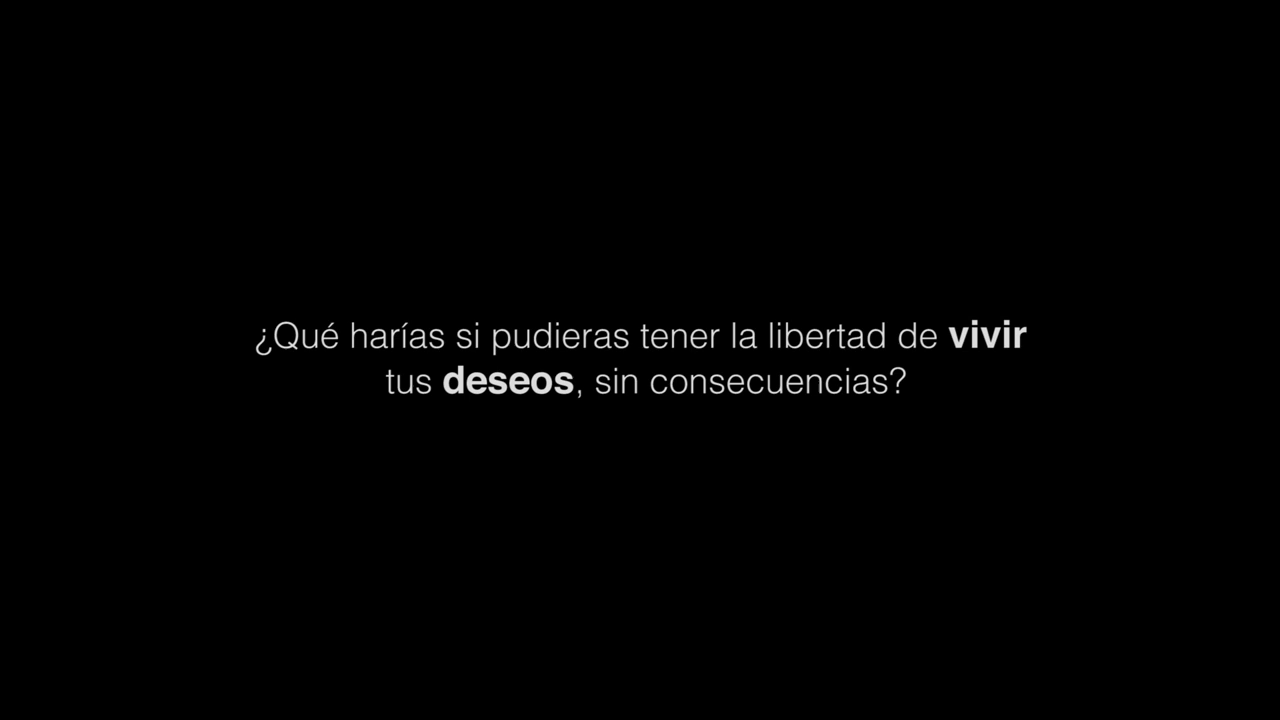 ¿Qué harías si pudieras tener la libertad de vivir
tus deseos, sin consecuencias?